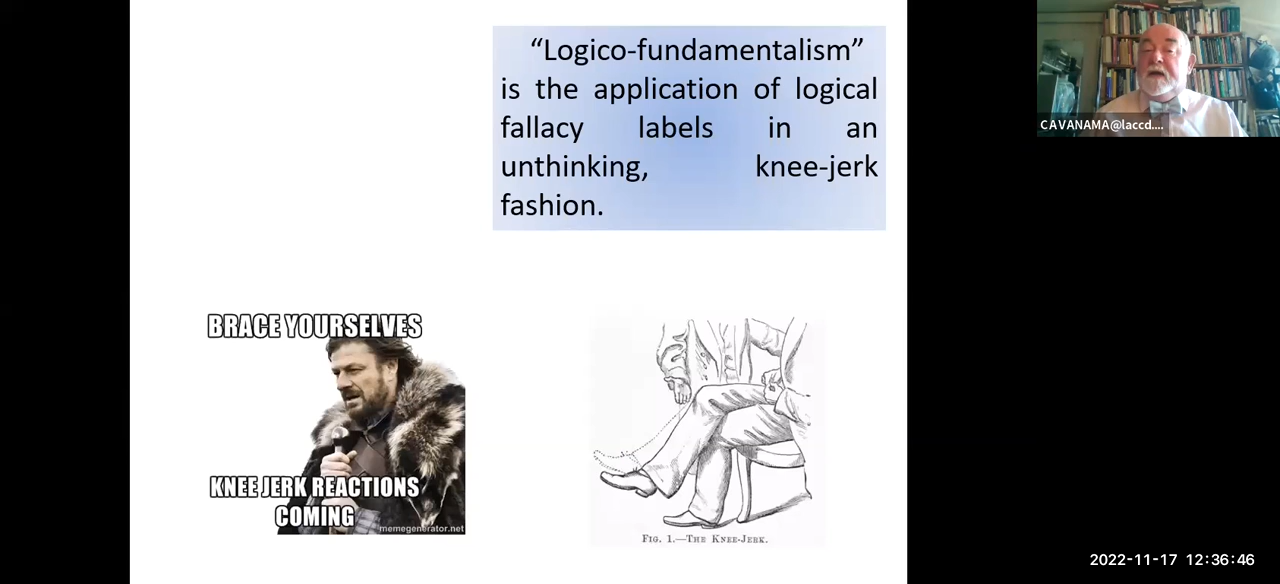 “Logico-fundamentalism”
is the application of logical
fallacy labels in an
unthinking, knee-jerk
fashion.
CAVANAMA@laccd....
BRACE YOURSELVES
KNEE JERK REACTIONS
COMING
memegenerator.net
FIG. 1.—THE KNEE-JERK.
2022-11-17 12:36:46